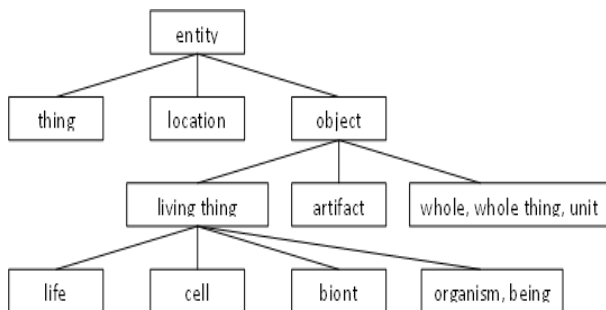 entity
thing
location
object
living thing
artifact
whole, whole thing, unit
life
cell
biont
organism, being